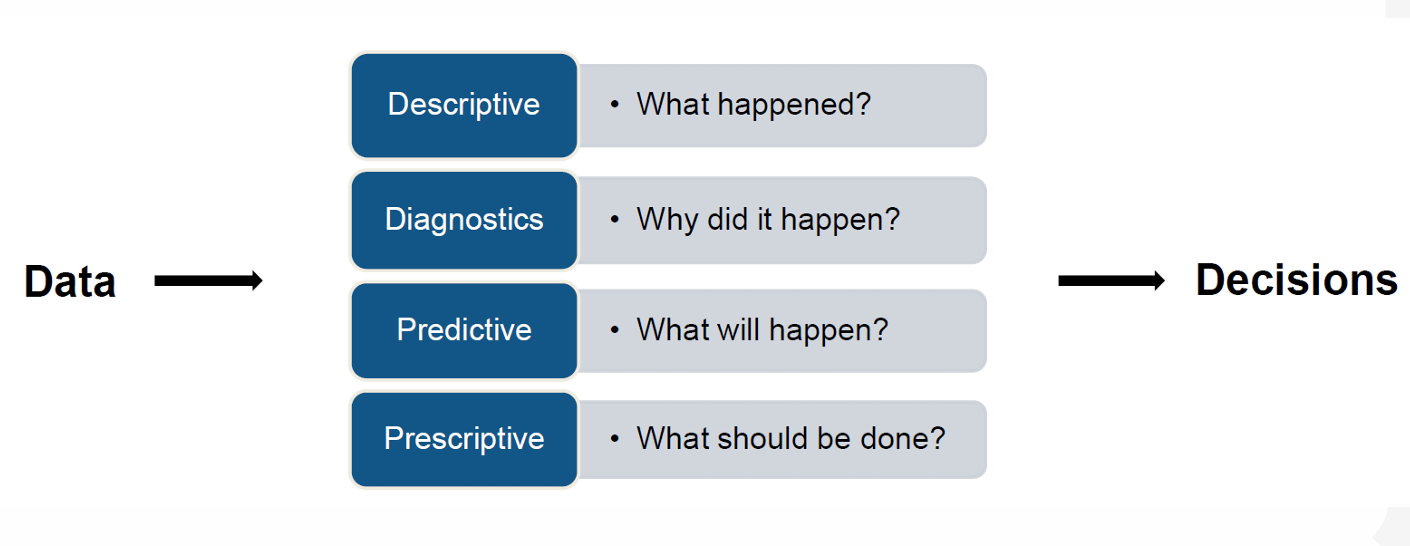 Data
Descriptive
• What happened?
Diagnostics
• Why did it happen?
Predictive
• What will happen?
Prescriptive
• What should be done?
Decisions